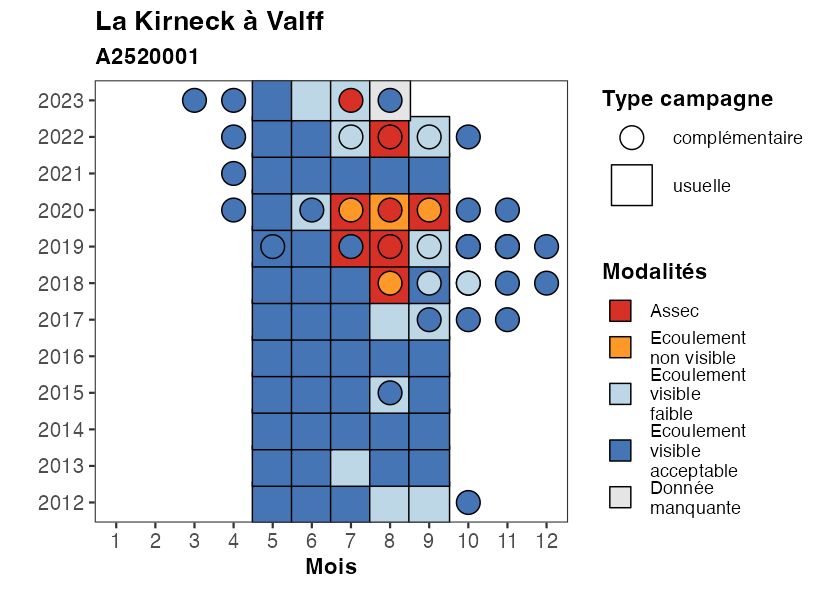 La Kirneck à Valff
A2520001
2023
2022
2021
2020
2019
2018
2017
2016
2015
2014
2013
2012
1 2 3 4 5 6 7 8 9 10 11 12
Mois
Type campagne
complémentaire
usuelle
Modalités
Assec
Ecoulement
non visible
Ecoulement
visible
faible
Ecoulement
visible
acceptable
Donnée
manquante